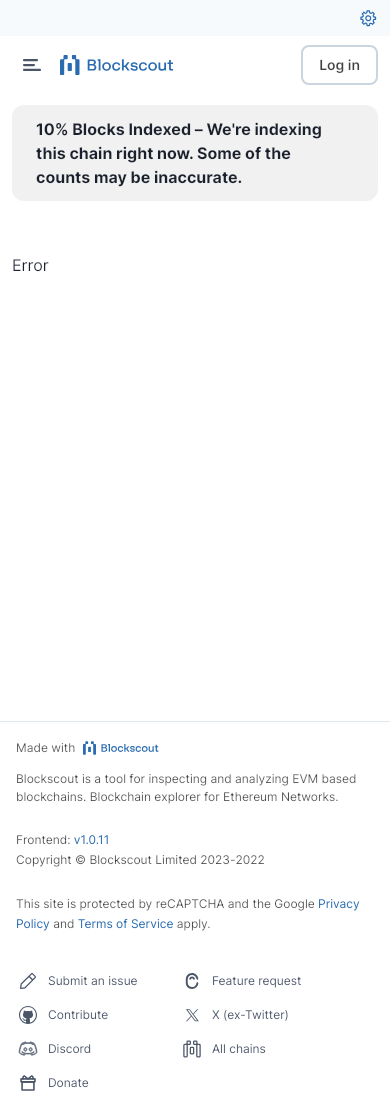 Blockscout
Log in
10% Blocks Indexed – We're indexing
this chain right now. Some of the
counts may be inaccurate.
Error
Made with Blockscout
Blockscout is a tool for inspecting and analyzing EVM based
blockchains. Blockchain explorer for Ethereum Networks.
Frontend: v1.0.11
Copyright © Blockscout Limited 2023-2022
This site is protected by reCAPTCHA and the Google Privacy
Policy and Terms of Service apply.
Submit an issue
Feature request
Contribute
X (ex-Twitter)
Discord
All chains
Donate